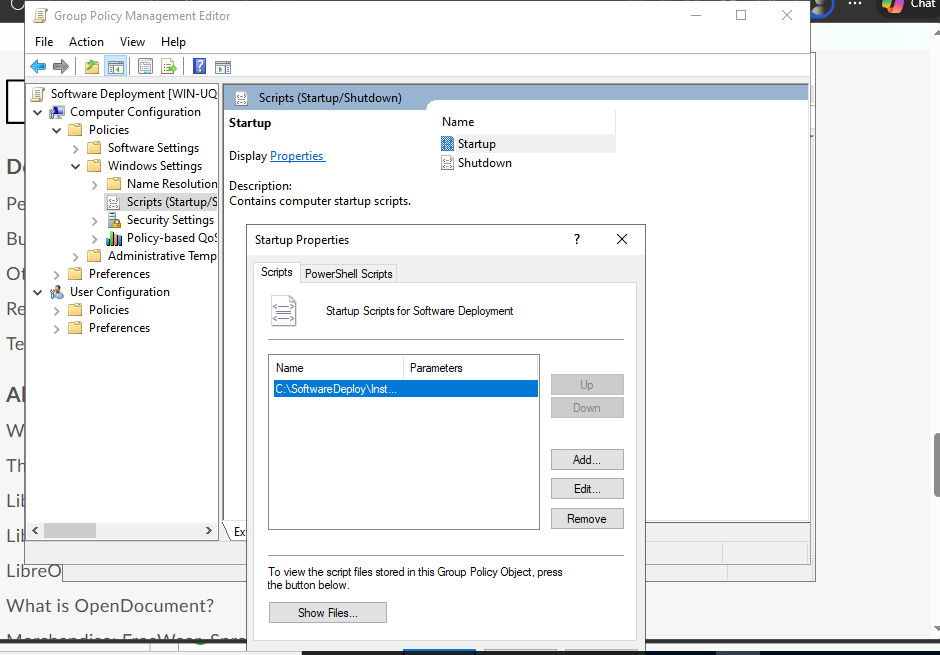 Chat
Group Policy Management Editor
File Action View Help
Software Deployment [WIN-UQ
Computer Configuration
Policies
Software Settings
Windows Settings
Name Resolution
Scripts (Startup/S
Security Settings
Policy-based QoS
Administrative Temp
Preferences
User Configuration
Policies
Preferences
Scripts (Startup/Shutdown)
Startup
Display Properties
Description:
Contains computer startup scripts.
Name
Startup
Shutdown
Ex
Startup Properties
?
Scripts
PowerShell Scripts
Startup Scripts for Software Deployment
Name Parameters
C:\SoftwareDeploy\Inst...
Up
Down
Add...
Edit...
Remove
To view the script files stored in this Group Policy Object, press
the button below.
Show Files...
Pe
Bu
Ot
Re
Te
Al
W
Th
Lib
Lib
LibreO
What is OpenDocument?